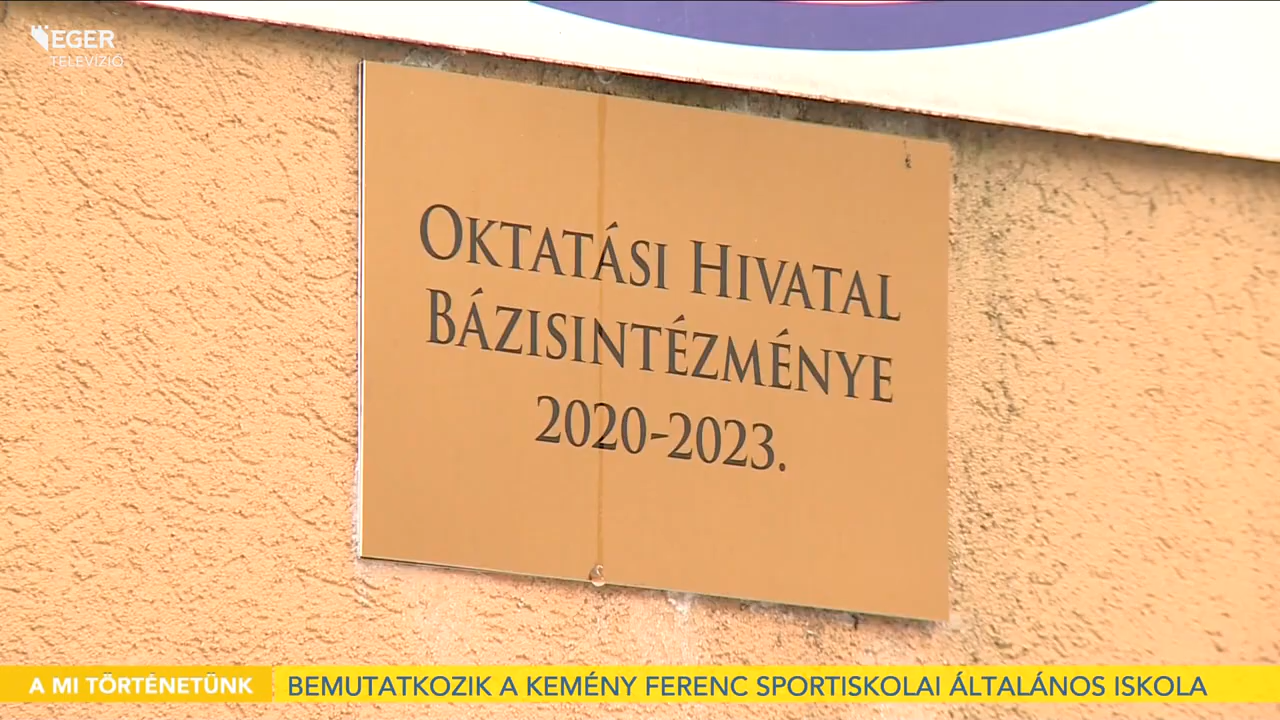 EGER
TELEVÍZIÓ
OKTATÁSI HIVATAL
BÁZISINTÉZMÉNYE
2020-2023.
A MI TÖRTÉNETÜNK
BEMUTATKOZIK A KEMÉNY FERENC SPORTISKOLAI ÁLTALÁNOS ISKOLA